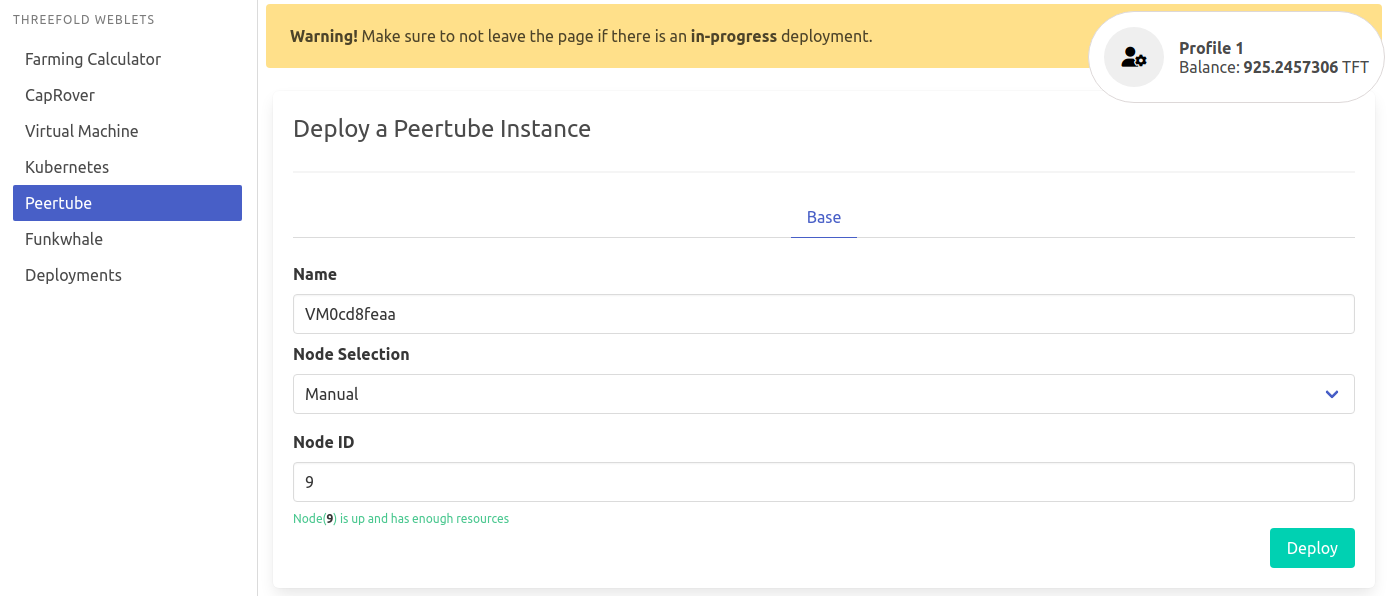 THREEFOLD WEBLETS
Farming Calculator
CapRover
Virtual Machine
Kubernetes
Peertube
Funkwhale
Deployments
Warning! Make sure to not leave the page if there is an in-progress deployment.
Profile 1
Balance: 925.2457306 TFT
Deploy a Peertube Instance
Base
Name
VM0cd8feaa
Node Selection
Manual
Node ID
9
Node(9) is up and has enough resources
Deploy